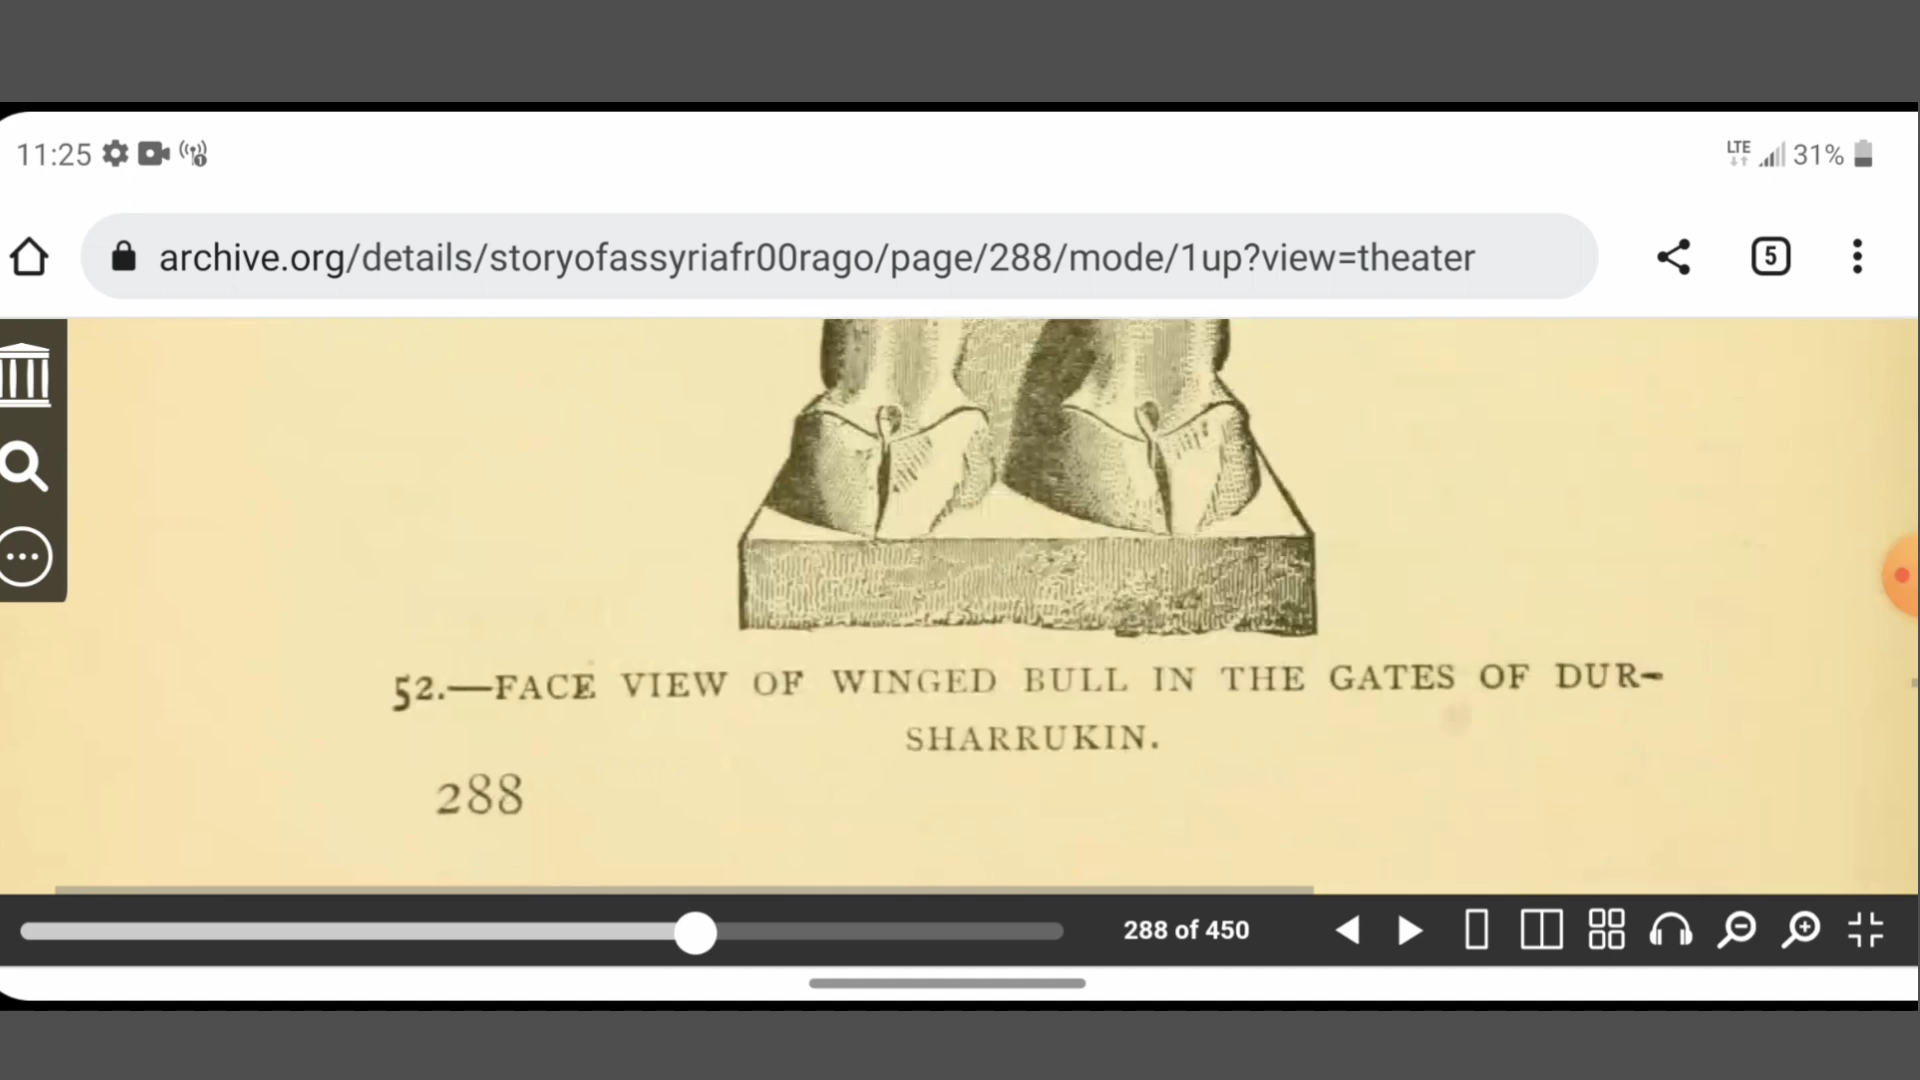 11:25
LTE
31%
archive.org/details/storyofassyriafr00rago/page/288/mode/1up?view=theater
5
52.—FACE VIEW OF WINGED BULL IN THE GATES OF DUR-
SHARRUKIN.
288
288 of 450